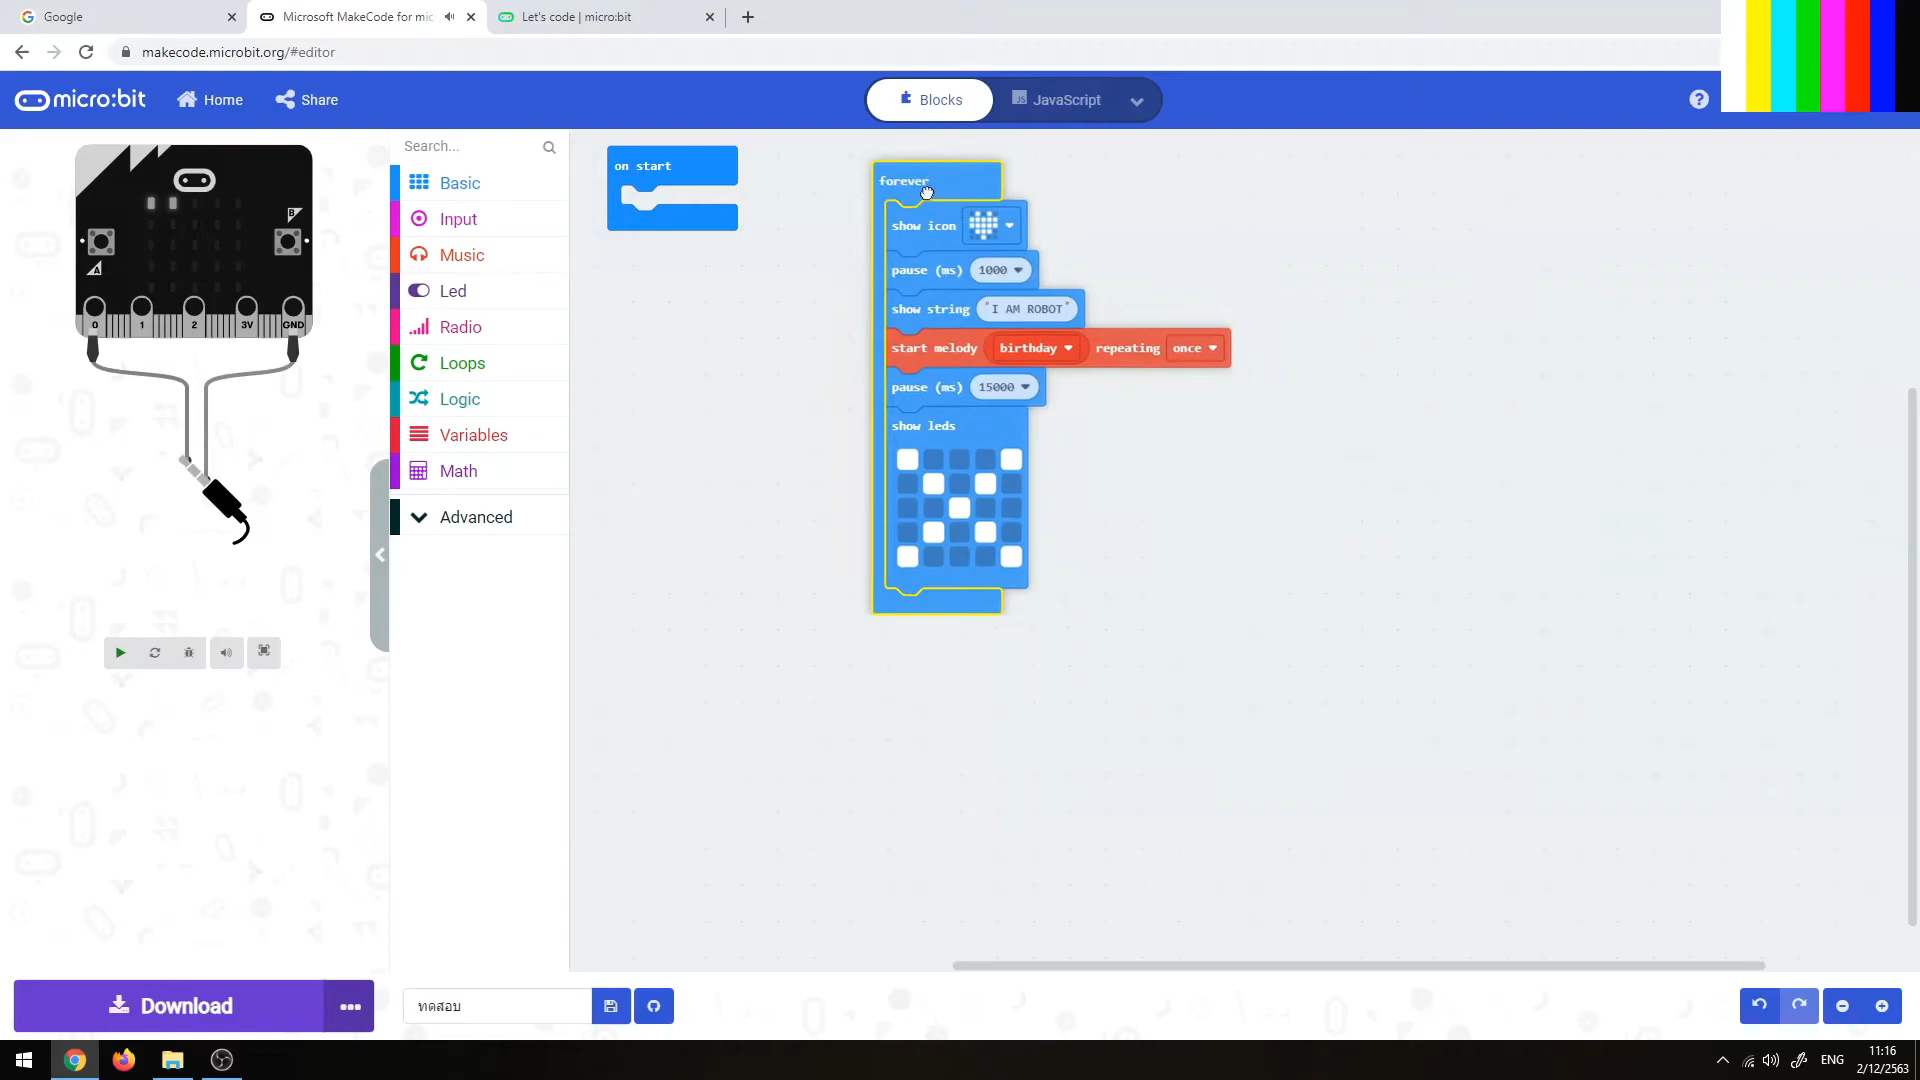 Google
Microsoft MakeCode for mic
Let's code | micro:bit
makecode.microbit.org/#editor
micro:bit
Home
Share
Blocks
JS
JavaScript
?
Search...
Basic
Input
Music
Led
Radio
Loops
Logic
Variables
Math
Advanced
B
A
0
1
2
3V
GND
on start
forever
show icon
pause (ms) 1000
show string "I AM ROBOT"
start melody birthday repeating once
pause (ms) 15000
show leds
Download
ทดสอบ
ENG
11:16
2/12/2563